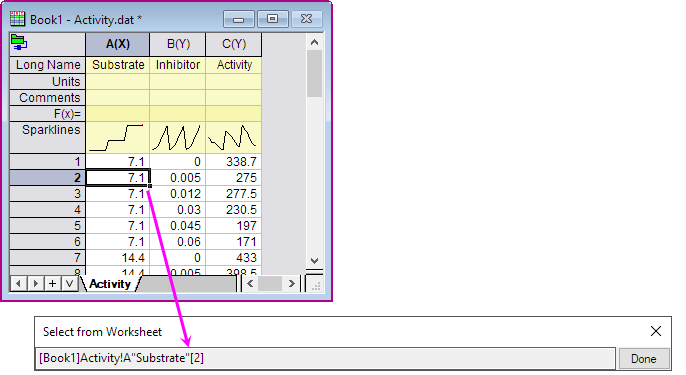 Book1 - Activity.dat *
A(X) B(Y) C(Y)
Long Name Substrate Inhibitor Activity
Units
Comments
F(x)=
Sparklines
1 7.1 0 338.7
2 7.1 0.005 275
3 7.1 0.012 277.5
4 7.1 0.03 230.5
5 7.1 0.045 197
6 7.1 0.06 171
7 14.4 0 433
8 14.4 0.005 398.5
Activity
Select from Worksheet
[Book1]Activity!A"Substrate"[2] Done